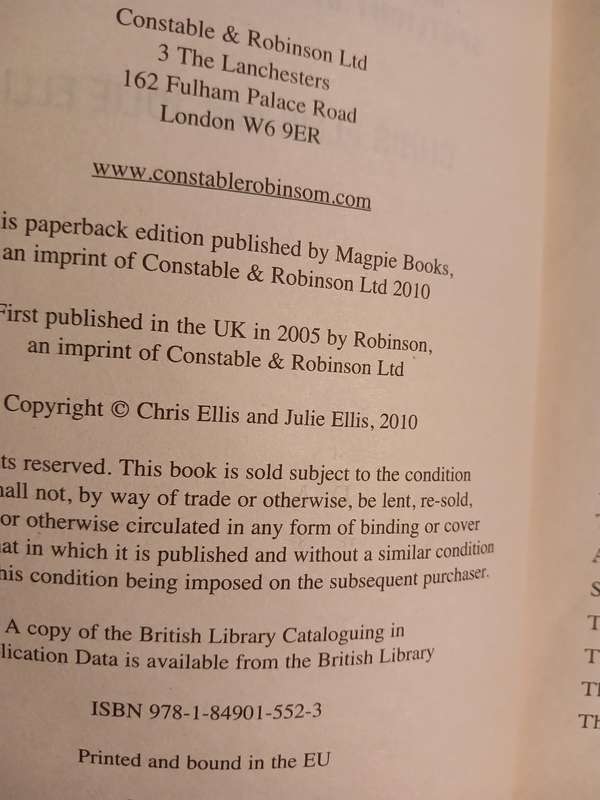 Constable & Robinson Ltd
3 The Lanchesters
162 Fulham Palace Road
London W6 9ER
www.constablerobinsom.com
is paperback edition published by Magpie Books,
an imprint of Constable & Robinson Ltd 2010
First published in the UK in 2005 by Robinson,
an imprint of Constable & Robinson Ltd
Copyright © Chris Ellis and Julie Ellis, 2010
ts reserved. This book is sold subject to the condition
hall not, by way of trade or otherwise, be lent, re-sold,
or otherwise circulated in any form of binding or cover
at in which it is published and without a similar condition
his condition being imposed on the subsequent purchaser.
A copy of the British Library Cataloguing in
lication Data is available from the British Library
ISBN 978-1-84901-552-3
Printed and bound in the EU